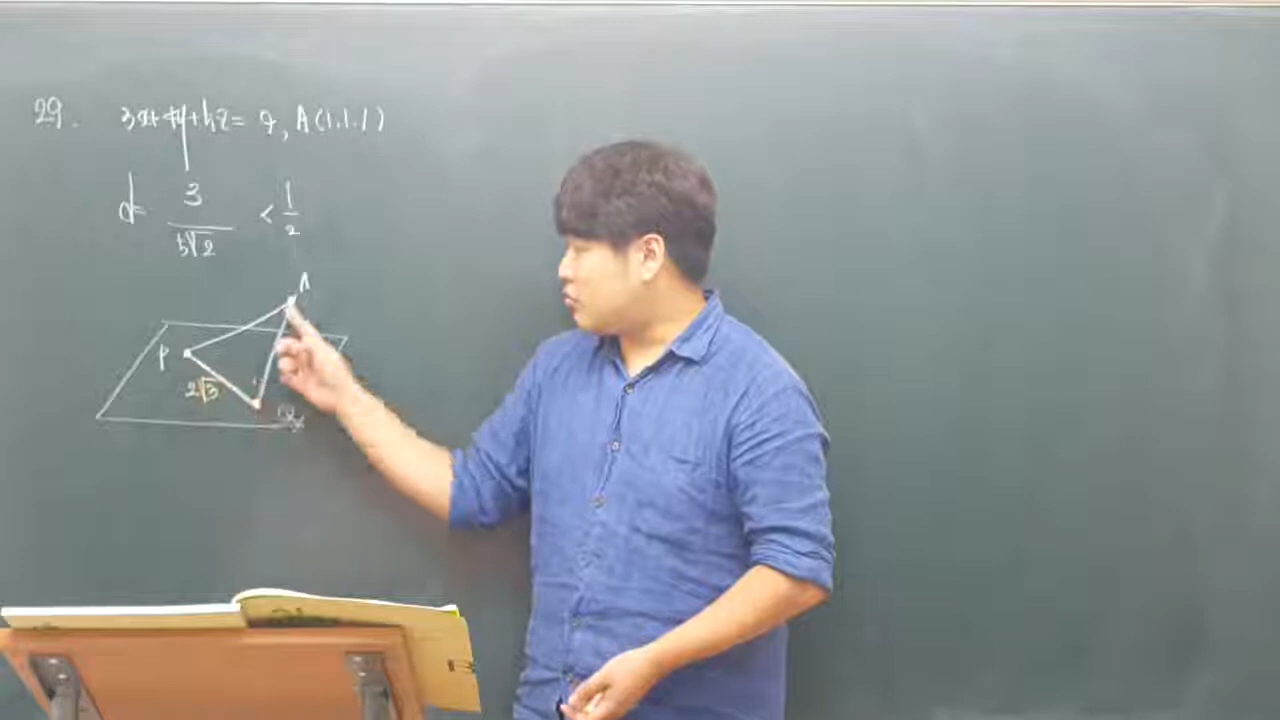 29. 3x+4y+5z=9, A(1.1.1)
d= 3/5√2 < 1/2
A
P
2√3
Q